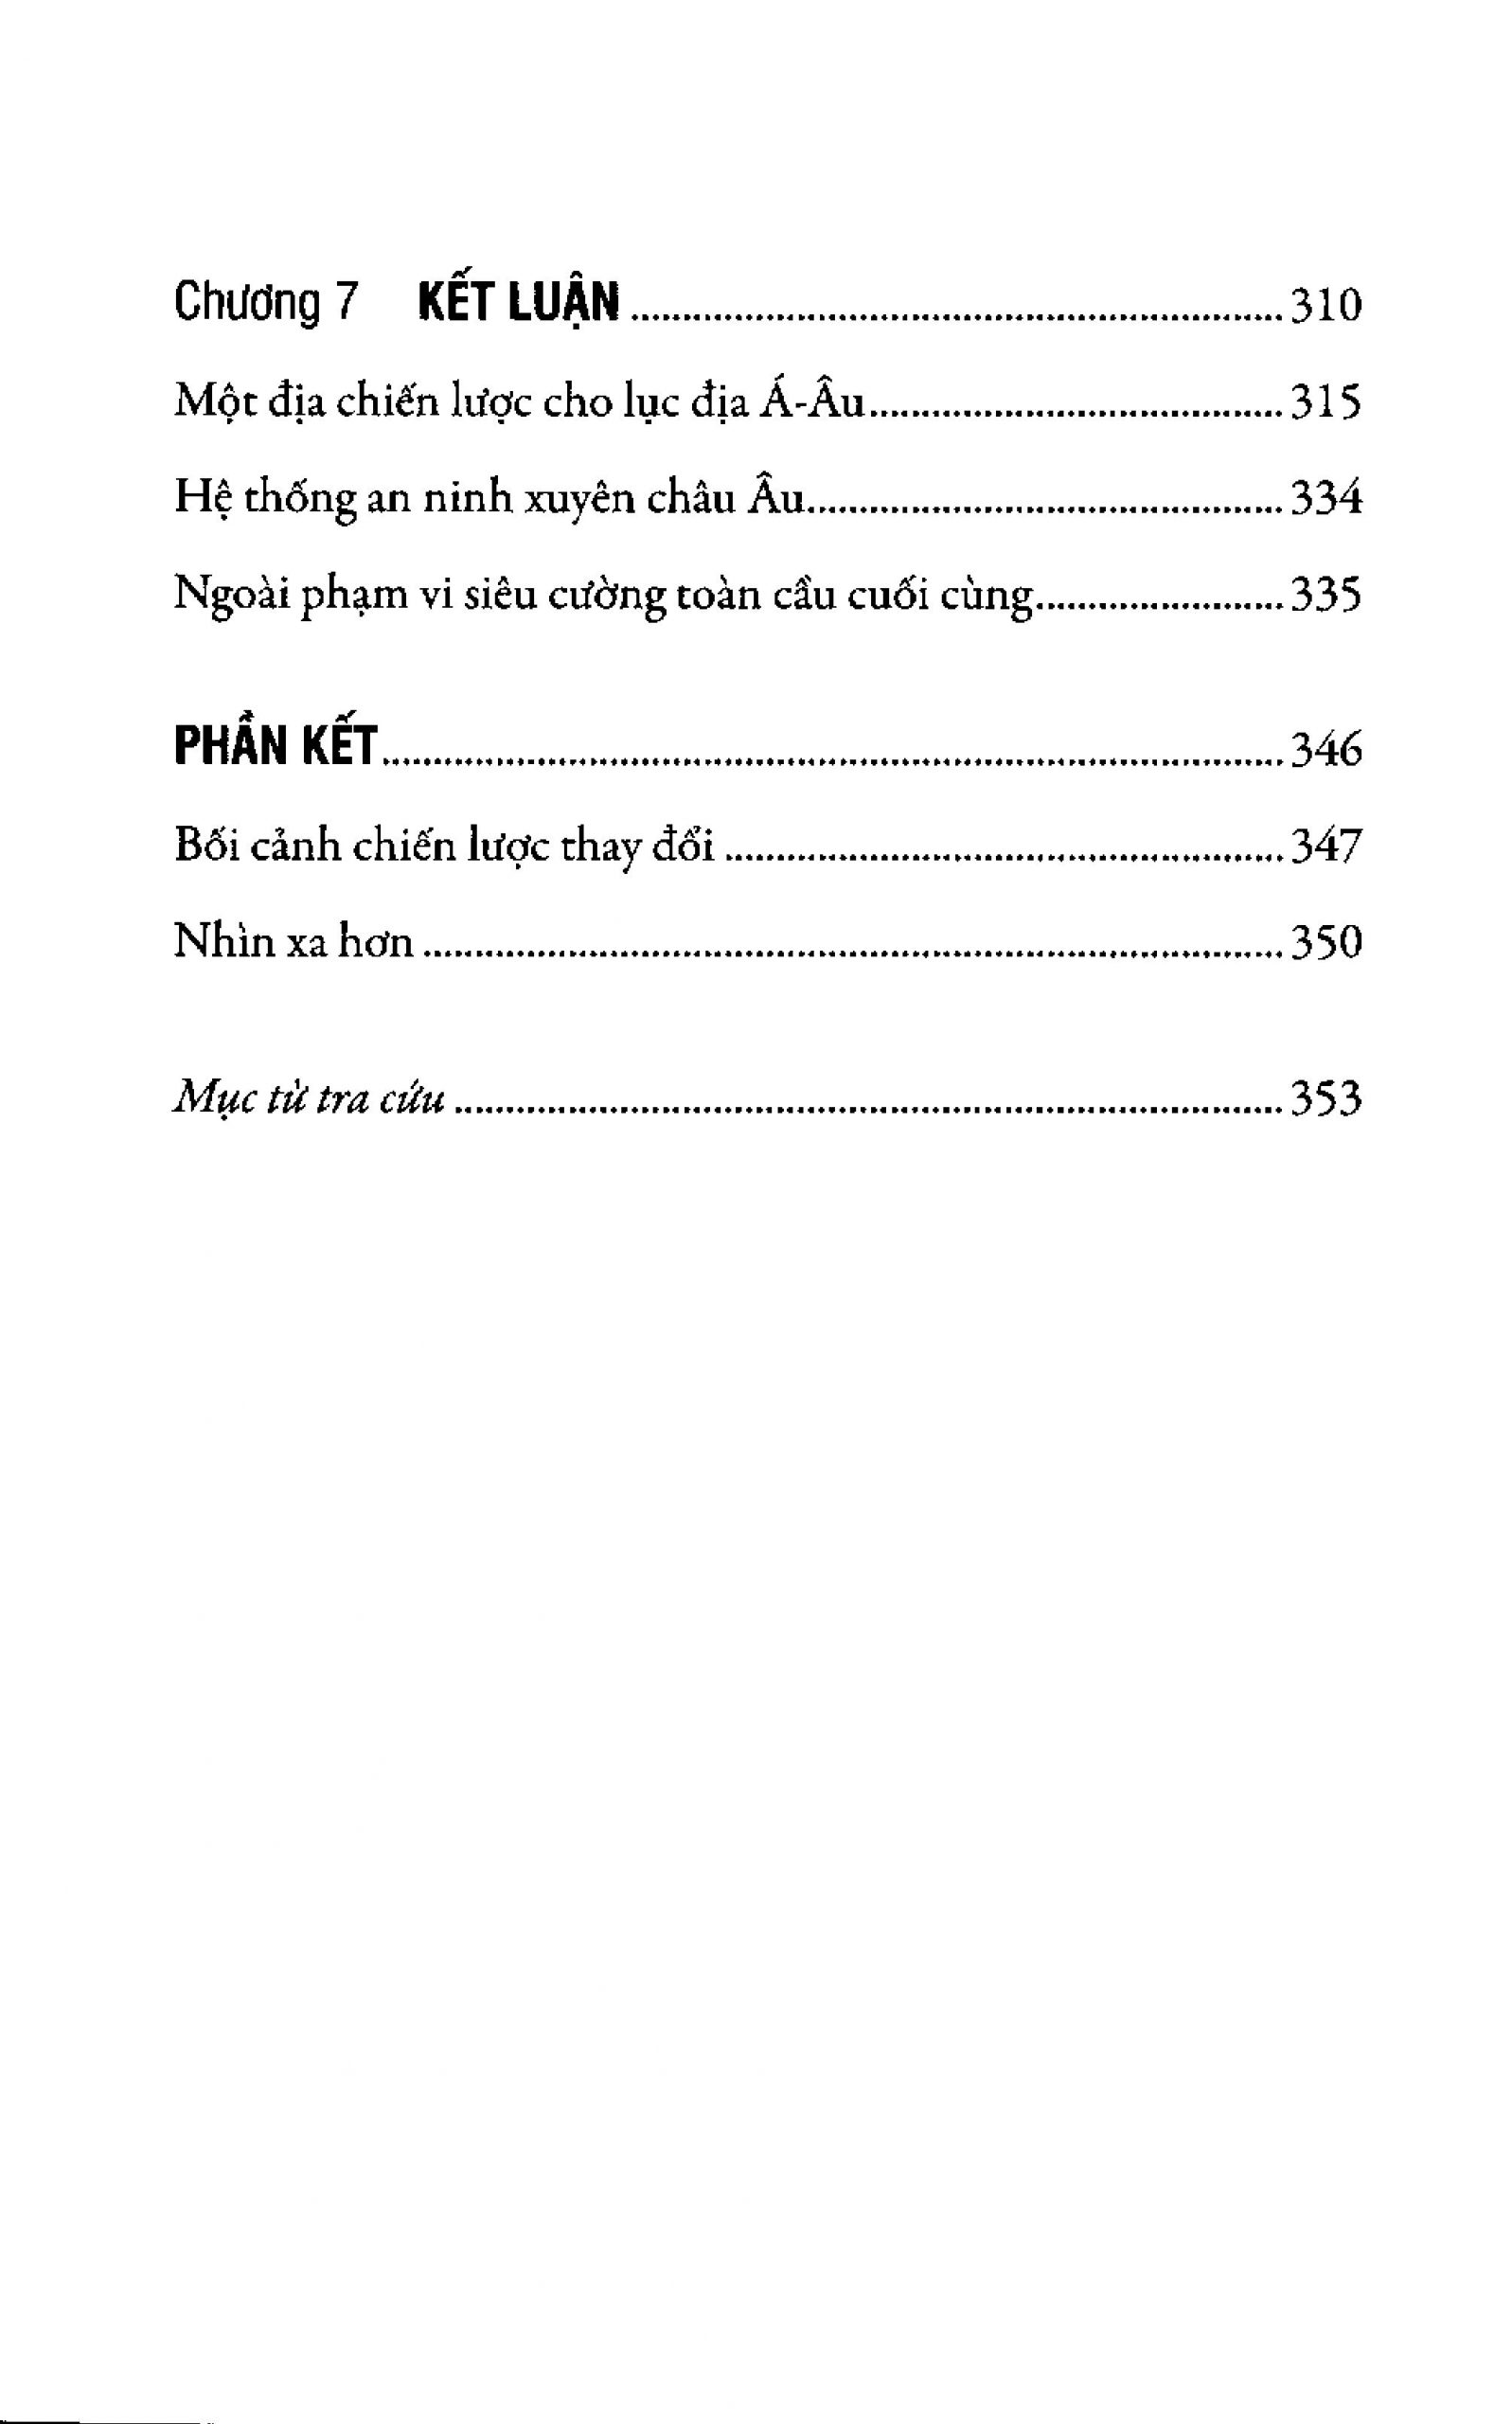 Chương 7 KẾT LUẬN ........ 310
Một địa chiến lược cho lục địa Á-Âu ........ 315
Hệ thống an ninh xuyên châu Âu ........ 334
Ngoài phạm vi siêu cường toàn cầu cuối cùng ........ 335
PHẦN KẾT ........ 346
Bối cảnh chiến lược thay đổi ........ 347
Nhìn xa hơn ........ 350
Mục từ tra cứu ........ 353